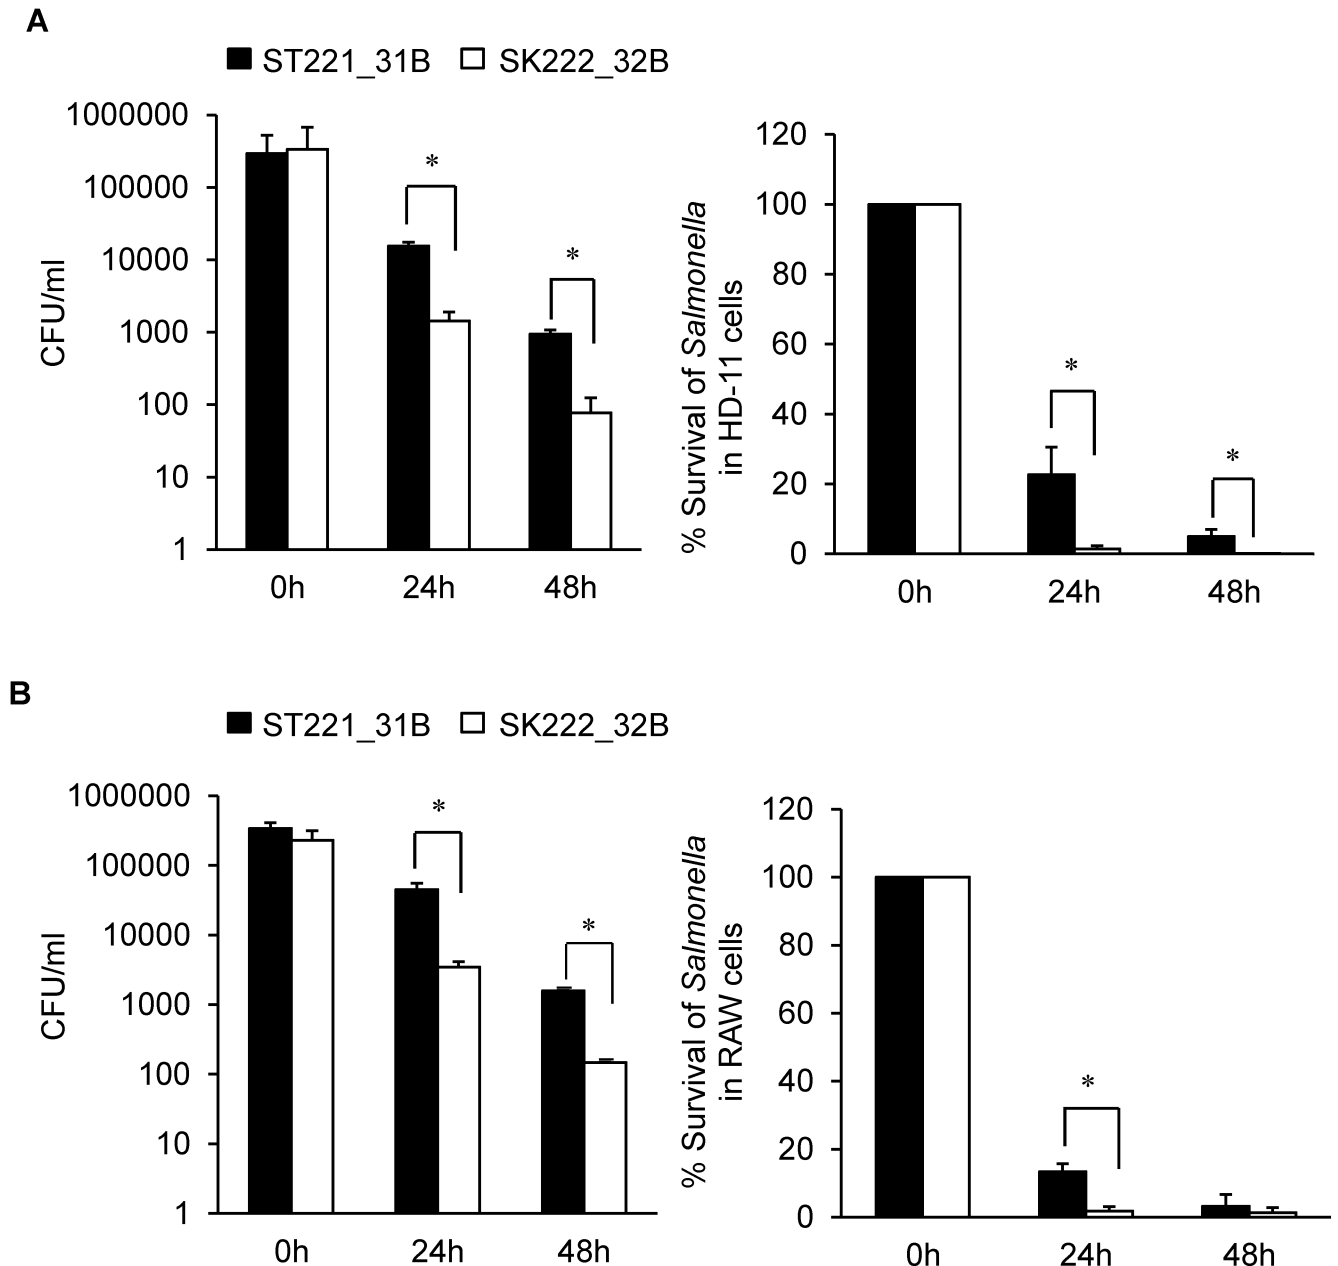 A
ST221_31B SK222_32B
1000000
100000
10000
1000
100
10
1
CFU/ml
0h 24h 48h
*
*
120
100
80
60
40
20
0
% Survival of Salmonella
in HD-11 cells
0h 24h 48h
*
*
B
ST221_31B SK222_32B
1000000
100000
10000
1000
100
10
1
CFU/ml
0h 24h 48h
*
*
120
100
80
60
40
20
0
% Survival of Salmonella
in RAW cells
0h 24h 48h
*